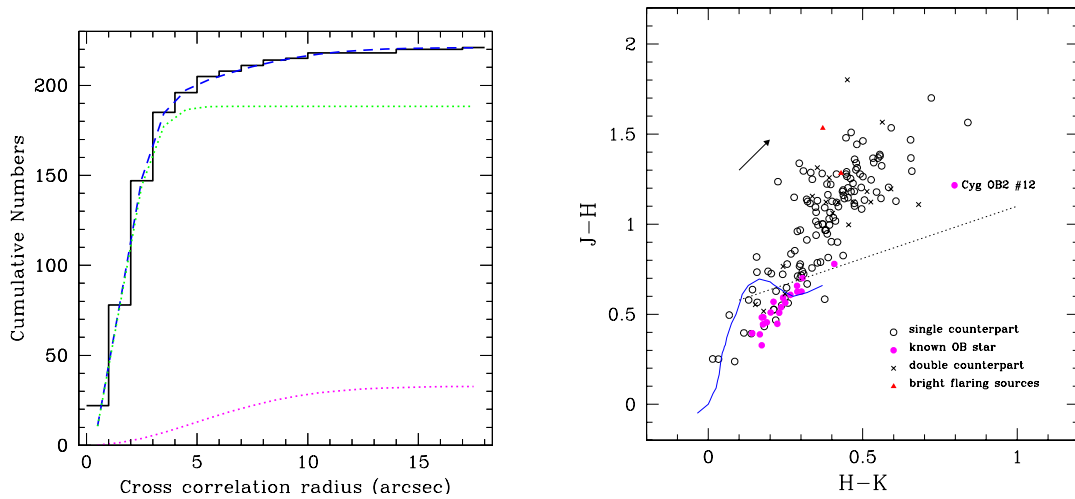 Cumulative Numbers
200
150
100
50
0
0
5
10
15
Cross correlation radius (arcsec)
J−H
2
1.5
1
0.5
0
Cyg OB2 #12
single counterpart
known OB star
double counterpart
bright flaring sources
0
0.5
1
H−K